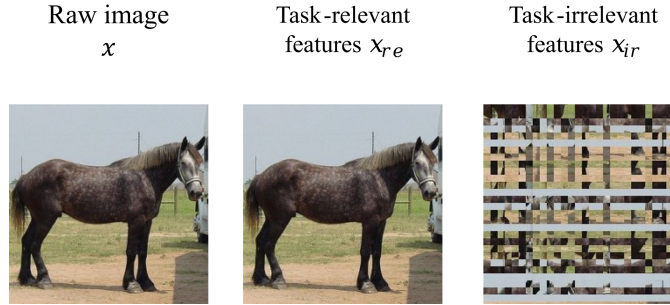 Raw image
x
Task-relevant
features x_re
Task-irrelevant
features x_ir